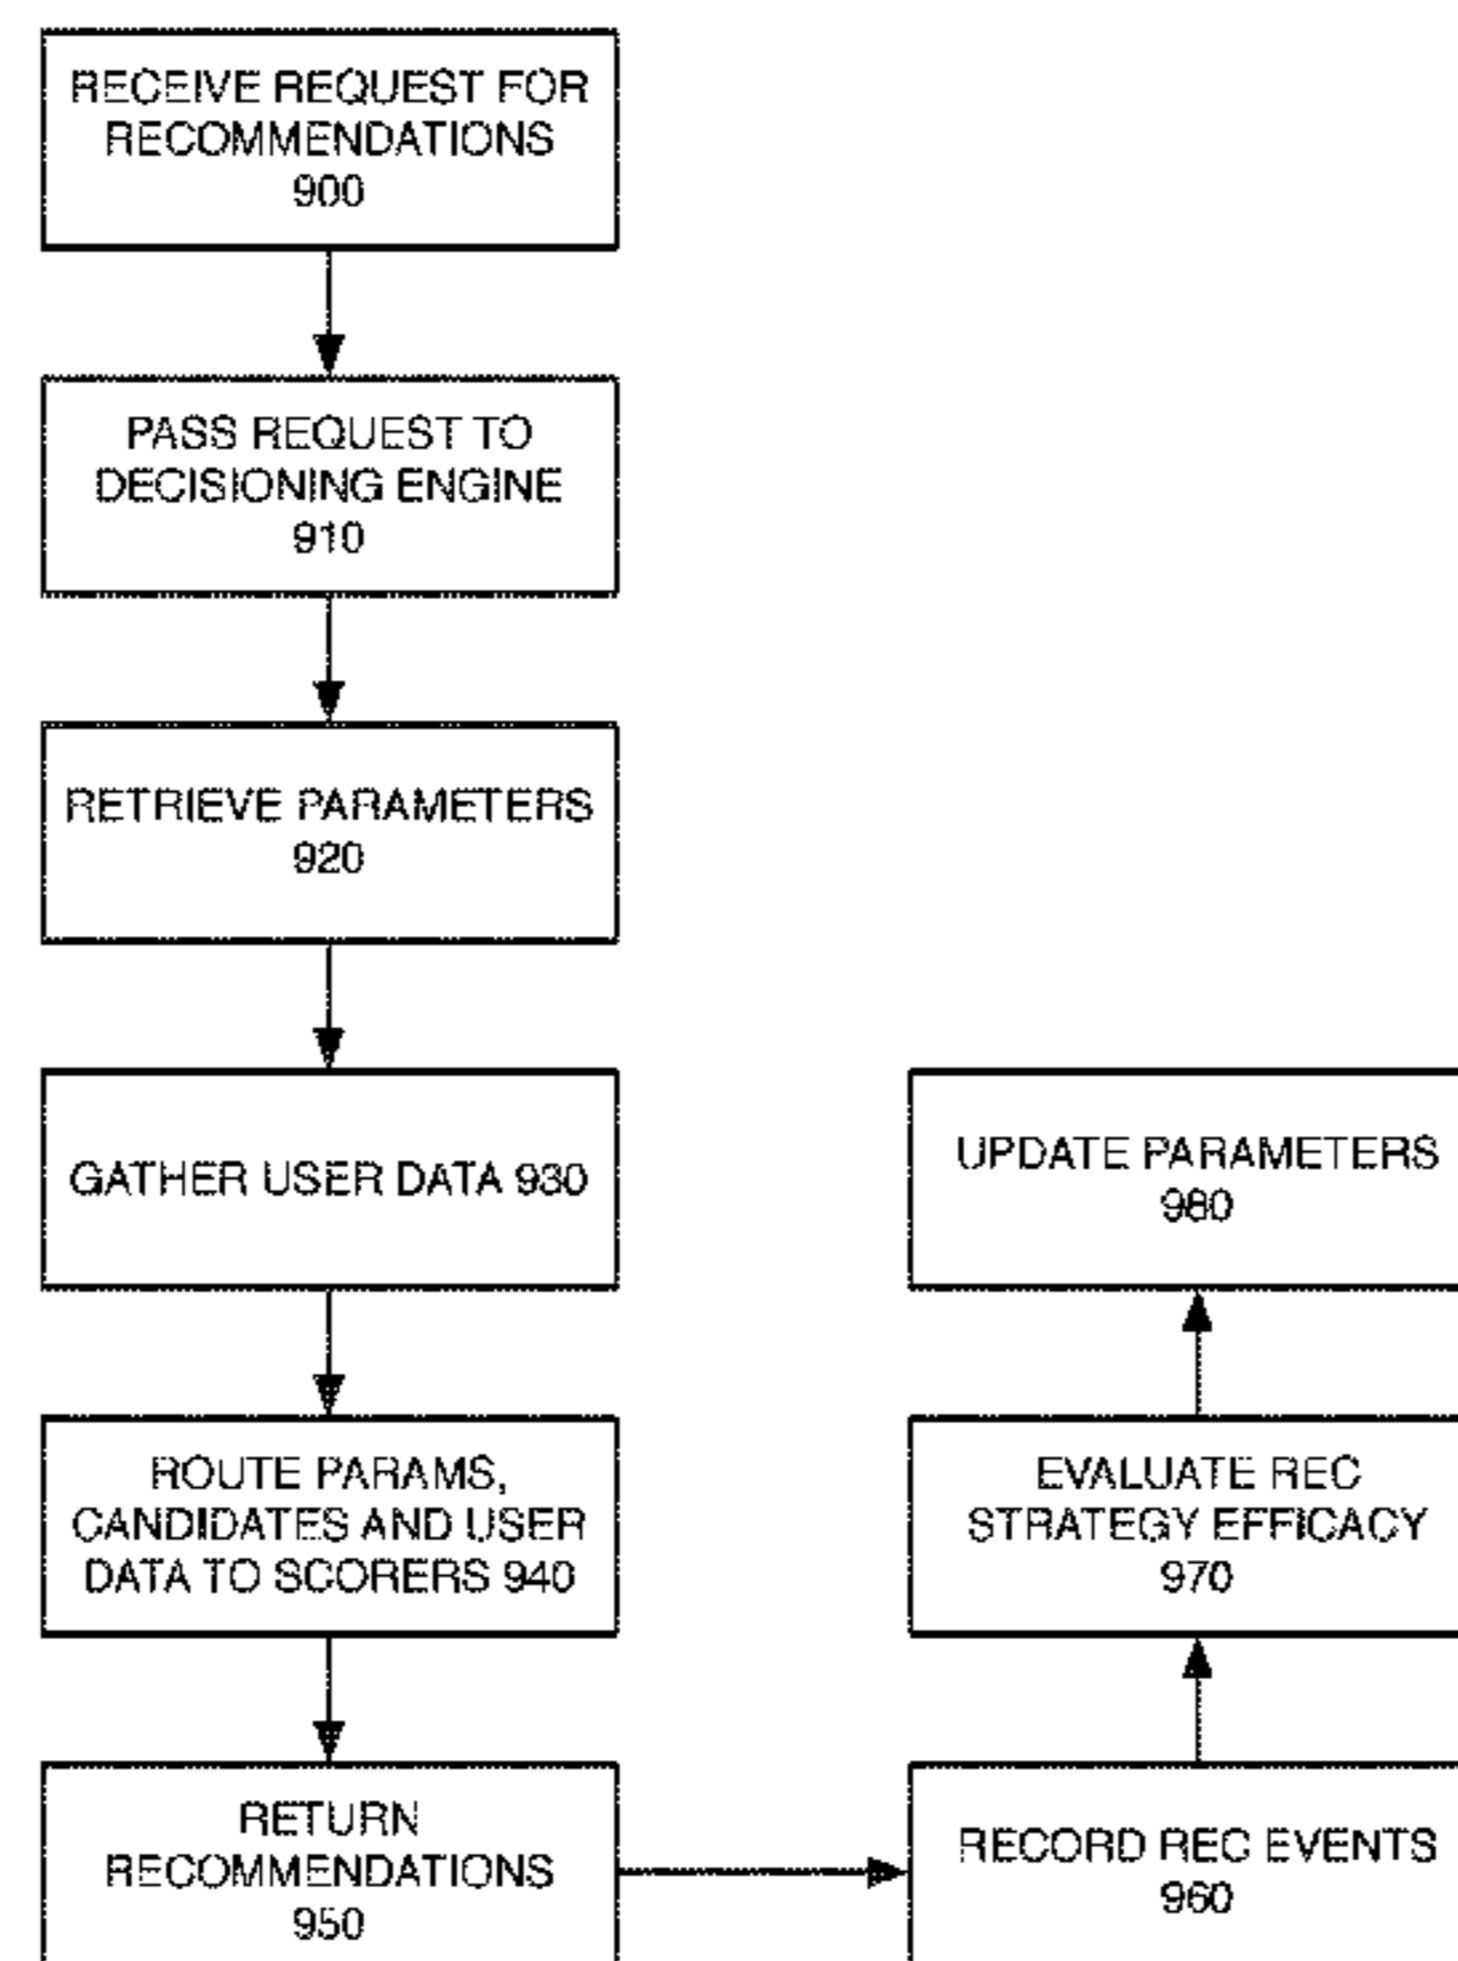 RECEIVE REQUEST FOR
RECOMMENDATIONS
900
PASS REQUEST TO
DECISIONING ENGINE
910
RETRIEVE PARAMETERS
920
GATHER USER DATA 930
ROUTE PARAMS,
CANDIDATES AND USER
DATA TO SCORERS 940
RETURN
RECOMMENDATIONS
950
RECORD REC EVENTS
960
EVALUATE REC
STRATEGY EFFICACY
970
UPDATE PARAMETERS
980